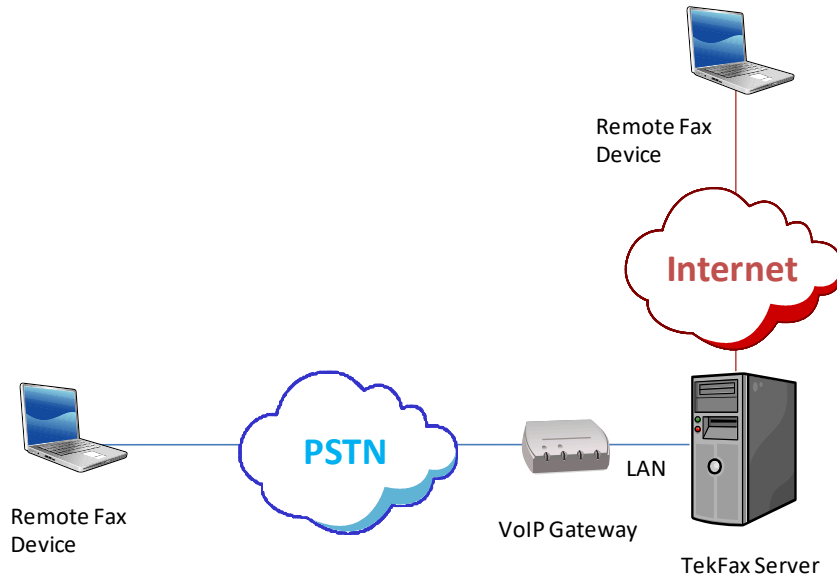 Remote Fax
Device
Internet
PSTN
LAN
Remote Fax
Device
VoIP Gateway
TekFax Server